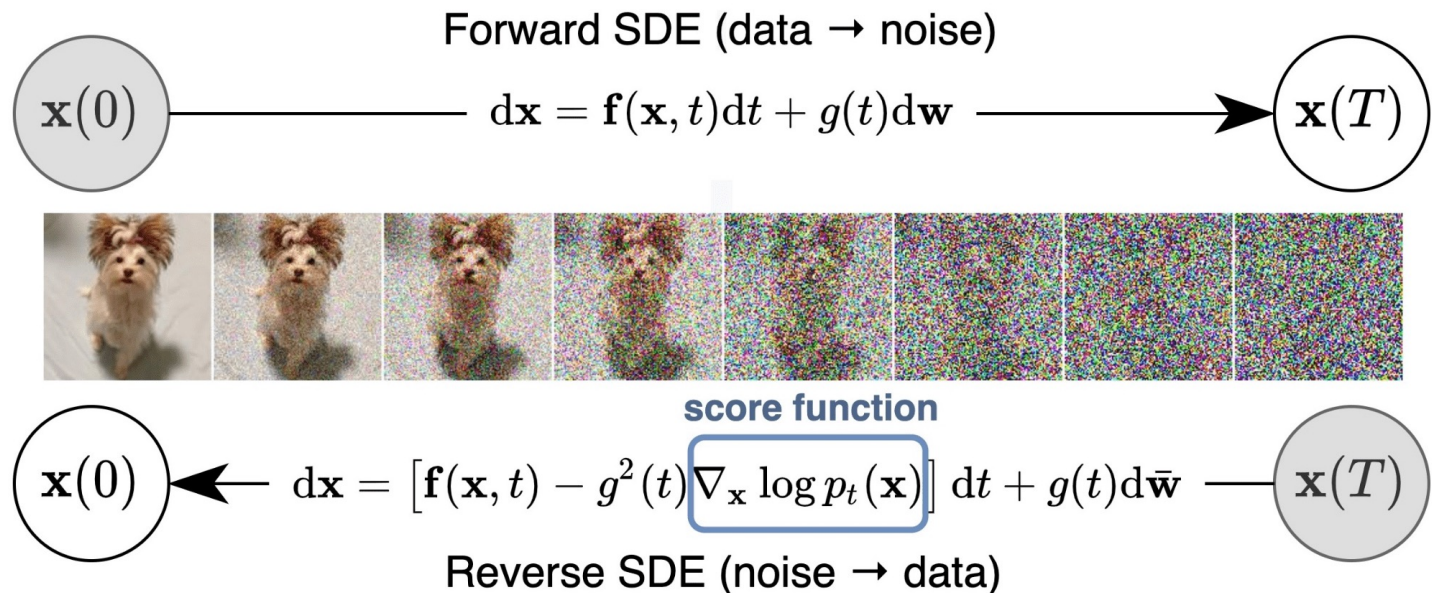 Forward SDE (data → noise)
x(0) dx = f(x, t)dt + g(t)dw x(T)
score function
x(0) dx = [f(x, t) − g²(t)∇ₓ log pₜ(x)] dt + g(t)dw̄ x(T)
Reverse SDE (noise → data)